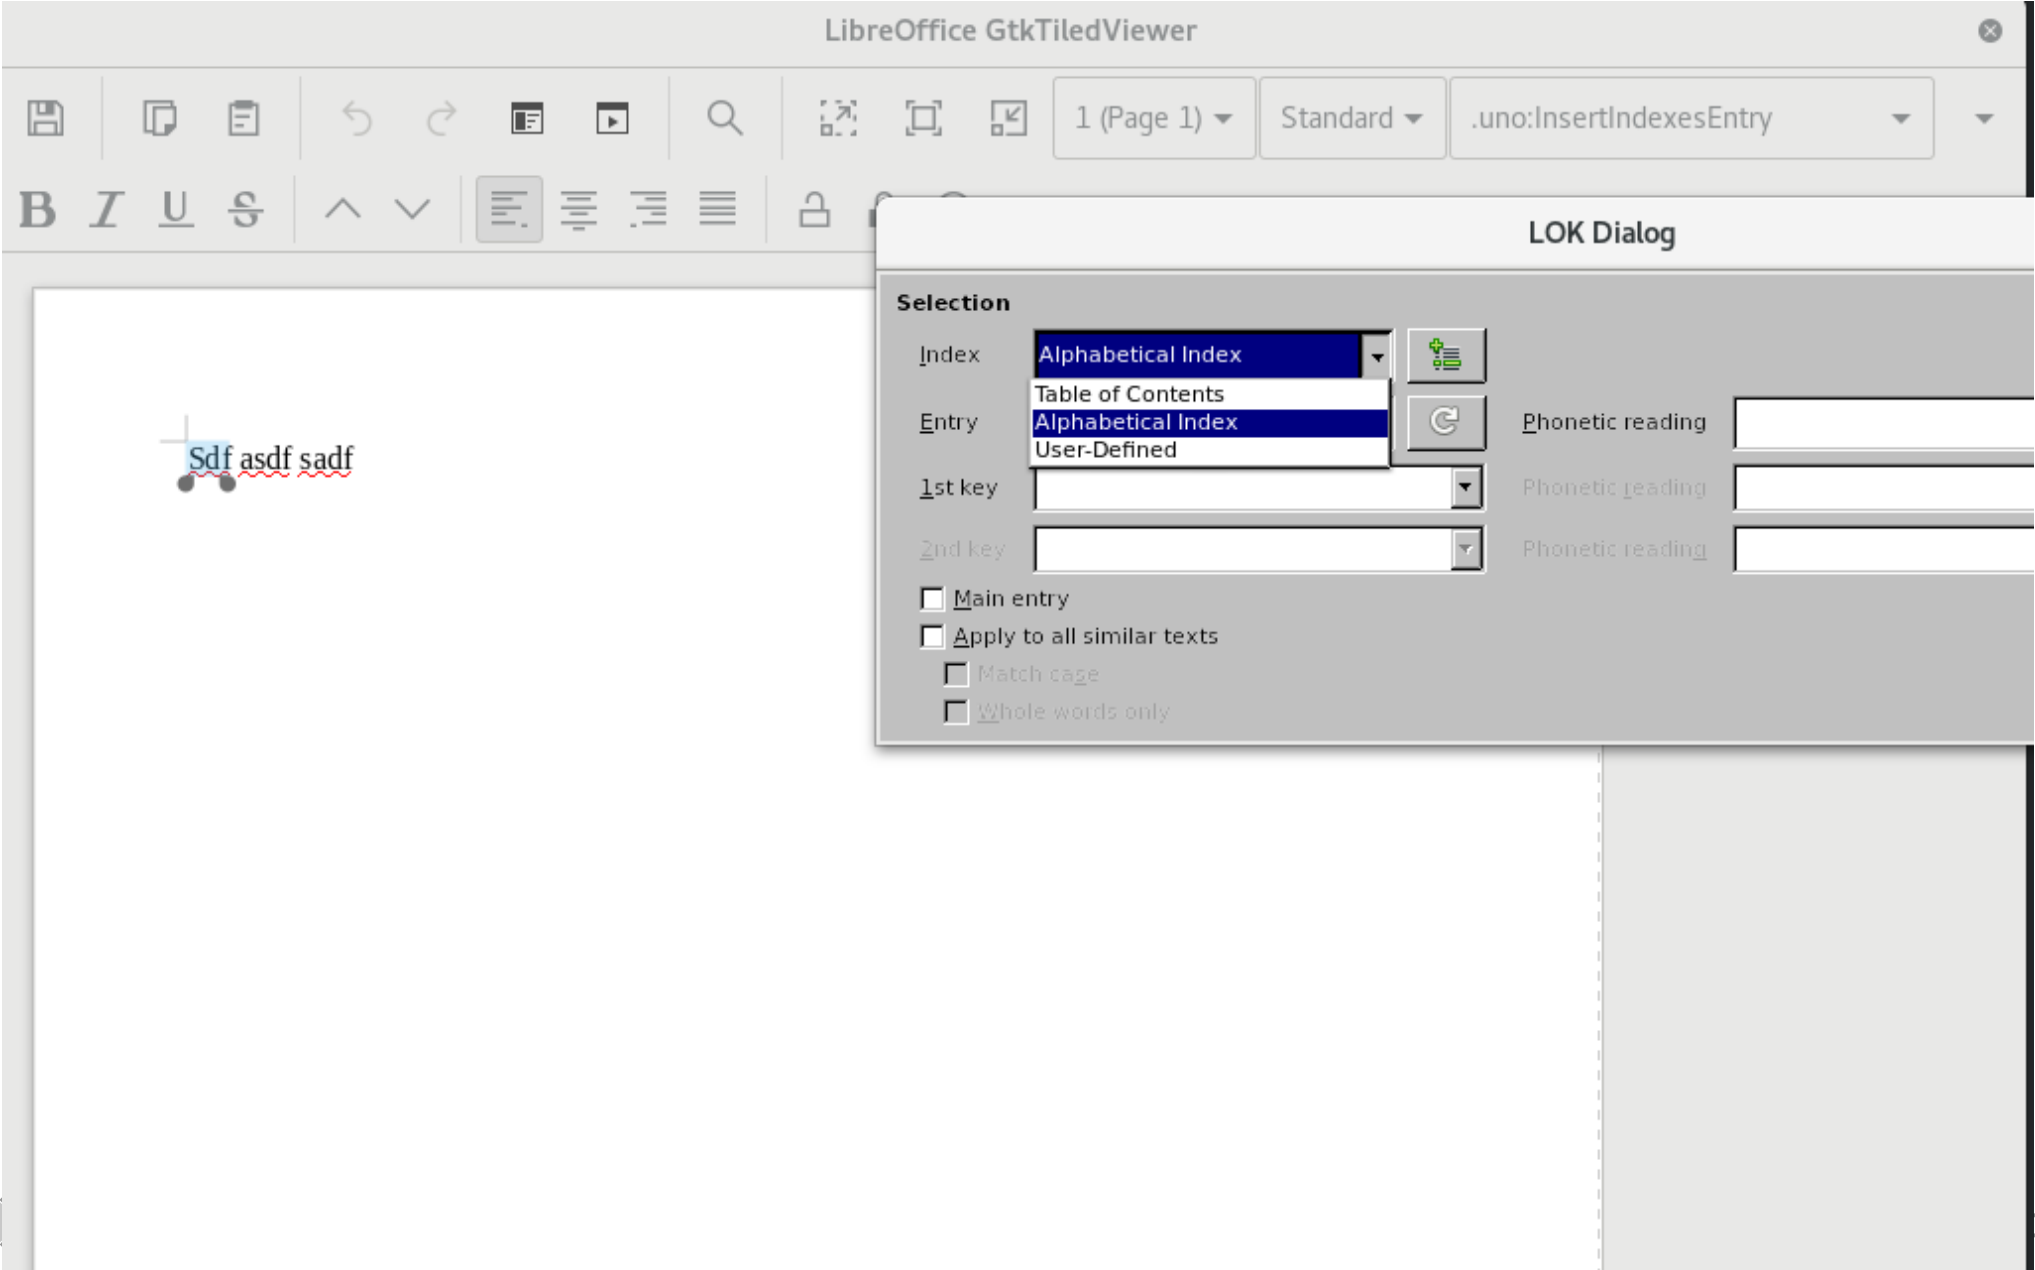 LibreOffice GtkTiledViewer
1 (Page 1)
Standard
.uno:InsertIndexesEntry
B I U S
LOK Dialog
Selection
Index
Alphabetical Index
Table of Contents
Alphabetical Index
User-Defined
Entry
Phonetic reading
1st key
Phonetic reading
2nd key
Phonetic reading
Main entry
Apply to all similar texts
Match case
Whole words only
Sdf asdf sadf